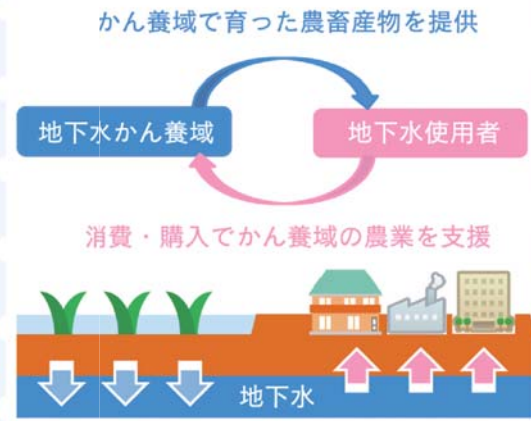 かん養域で育った農畜産物を提供
地下水かん養域
地下水使用者
消費・購入でかん養域の農業を支援
地下水